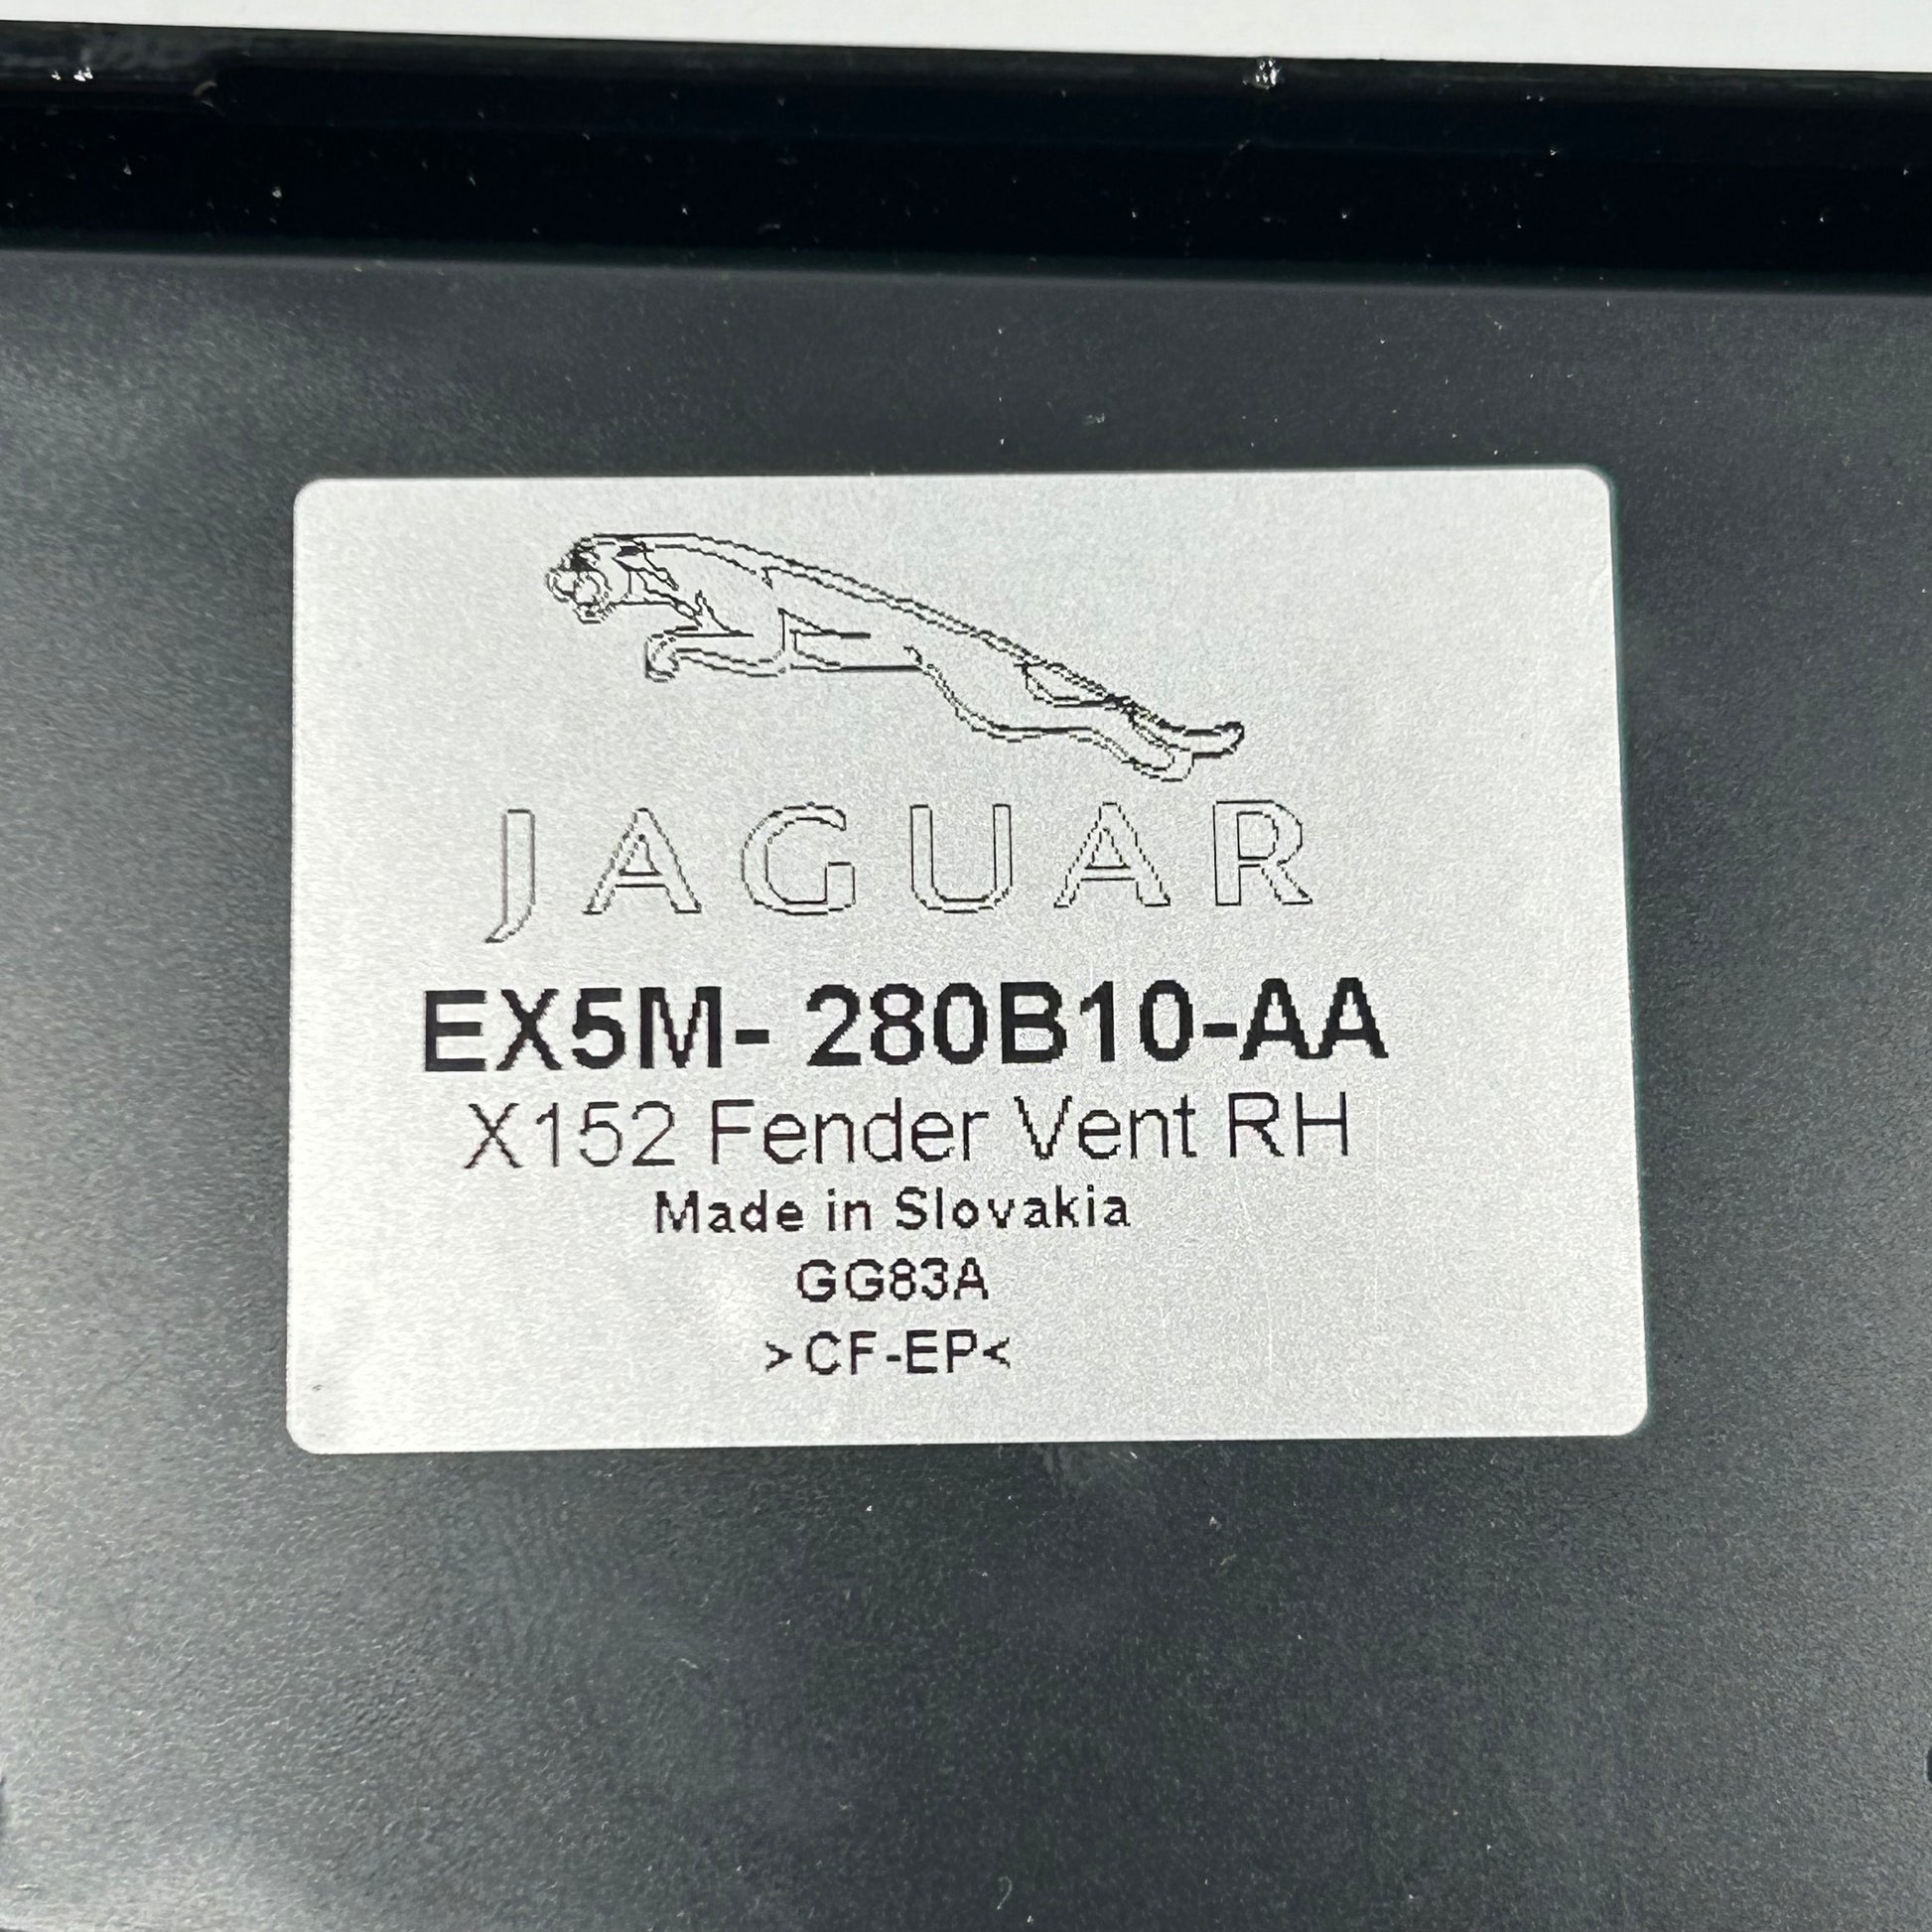 JAGUAR
EX5M- 280B10-AA
X152 Fender Vent RH
Made in Slovakia
GG83A
>CF-EP<